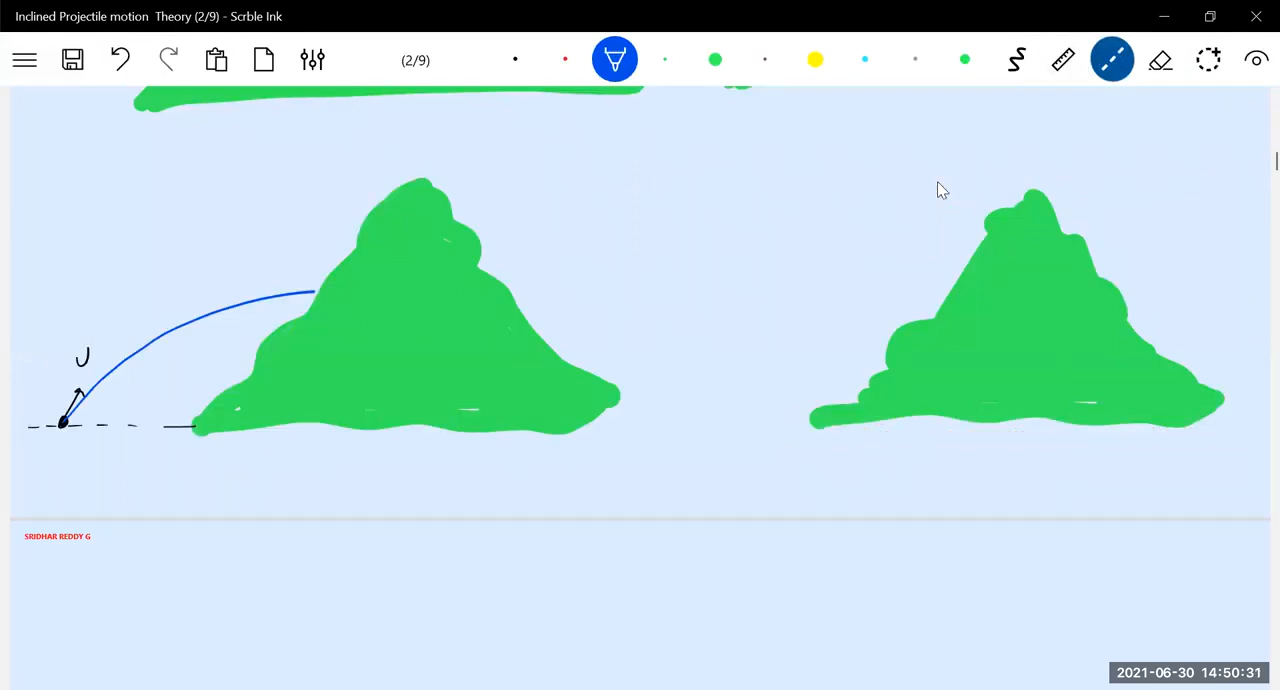 Inclined Projectile motion  Theory (2/9) - Scrble Ink
(2/9)
U
SRIDHAR REDDY G
2021-06-30 14:50:31